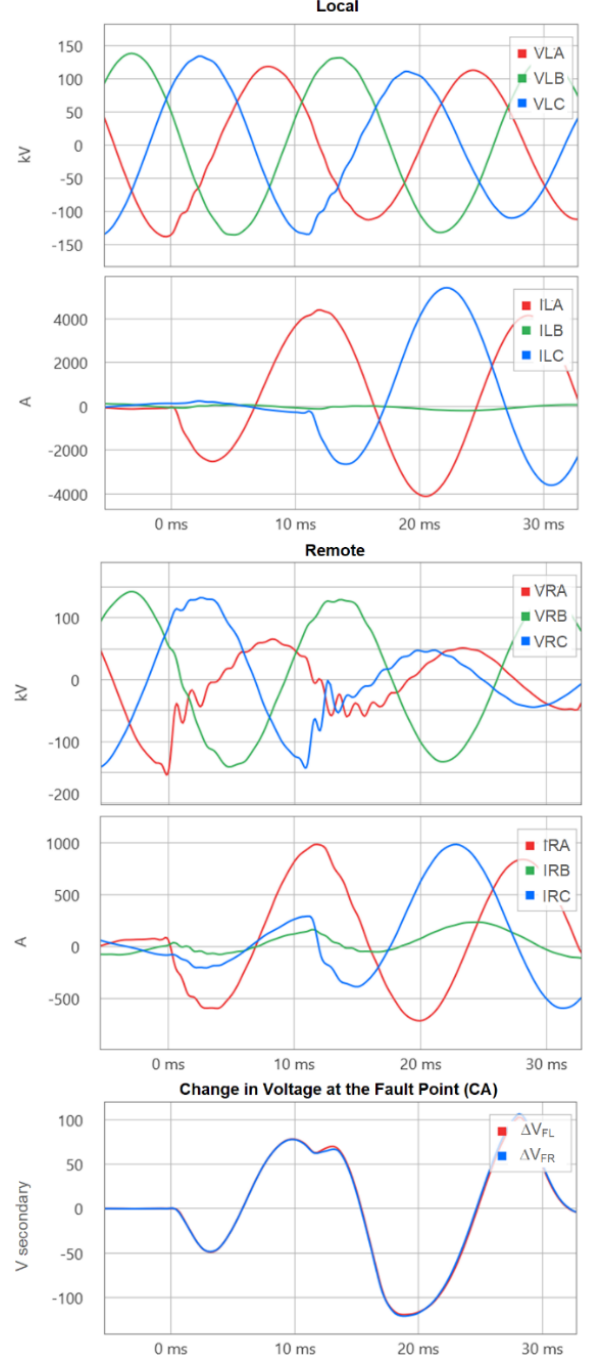 Local
150
100
50
0
-50
-100
-150
kV
VLA
VLB
VLC
4000
2000
0
-2000
-4000
A
ILA
ILB
ILC
0 ms 10 ms 20 ms 30 ms
Remote
100
0
-100
-200
kV
VRA
VRB
VRC
1000
500
0
-500
A
IRA
IRB
IRC
0 ms 10 ms 20 ms 30 ms
Change in Voltage at the Fault Point (CA)
100
50
0
-50
-100
V secondary
ΔVFL
ΔVFR
0 ms 10 ms 20 ms 30 ms